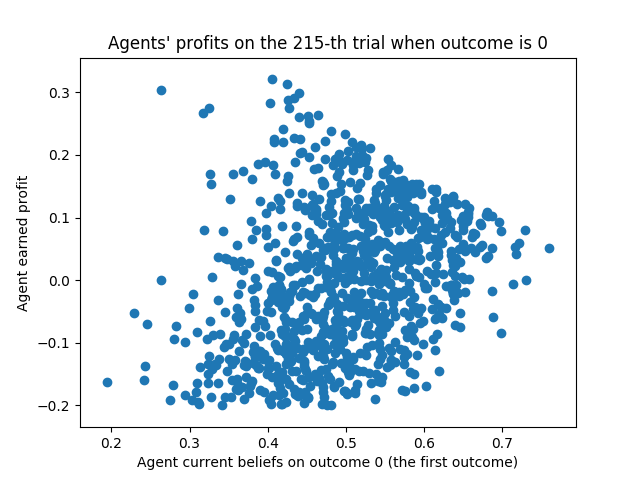 Agents' profits on the 215-th trial when outcome is 0
Agent earned profit
0.3
0.2
0.1
0.0
−0.1
−0.2
0.2 0.3 0.4 0.5 0.6 0.7
Agent current beliefs on outcome 0 (the first outcome)